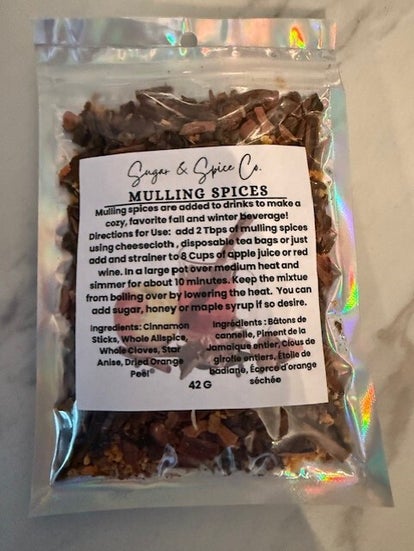 Sugar & Spice Co.
MULLING SPICES
Mulling spices are added to drinks to make a
cozy, favorite fall and winter beverage!
Directions for Use: add 2 Tbps of mulling spices
using cheesecloth , disposable tea bags or just
add and strainer to 8 Cups of apple juice or red
wine. In a large pot over medium heat and
simmer for about 10 minutes. Keep the mixtue
from boiling over by lowering the heat. You can
add sugar, honey or maple syrup if so desire.
Ingredients: Cinnamon
Sticks, Whole Allspice,
Whole Cloves, Star
Anise, Dried Orange
Peel
Ingredients : Bâtons de
cannelle, Piment de la
Jamaïque entier, Clous de
girofle entiers, Étoile de
badiane, Écorce d'orange
séchée
42 G